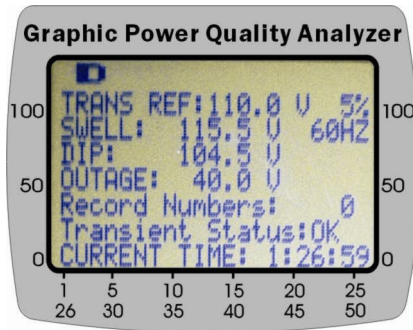 Graphic Power Quality Analyzer
TRANS REF:110.0 V 5%
SWELL: 115.5 V 60HZ
DIP: 104.5 V
OUTAGE: 40.0 V
Record Numbers: 0
Transient Status:OK
CURRENT TIME: 1:26:59
100 100
50 50
0 0
1 5 10 15 20 25
26 30 35 40 45 50